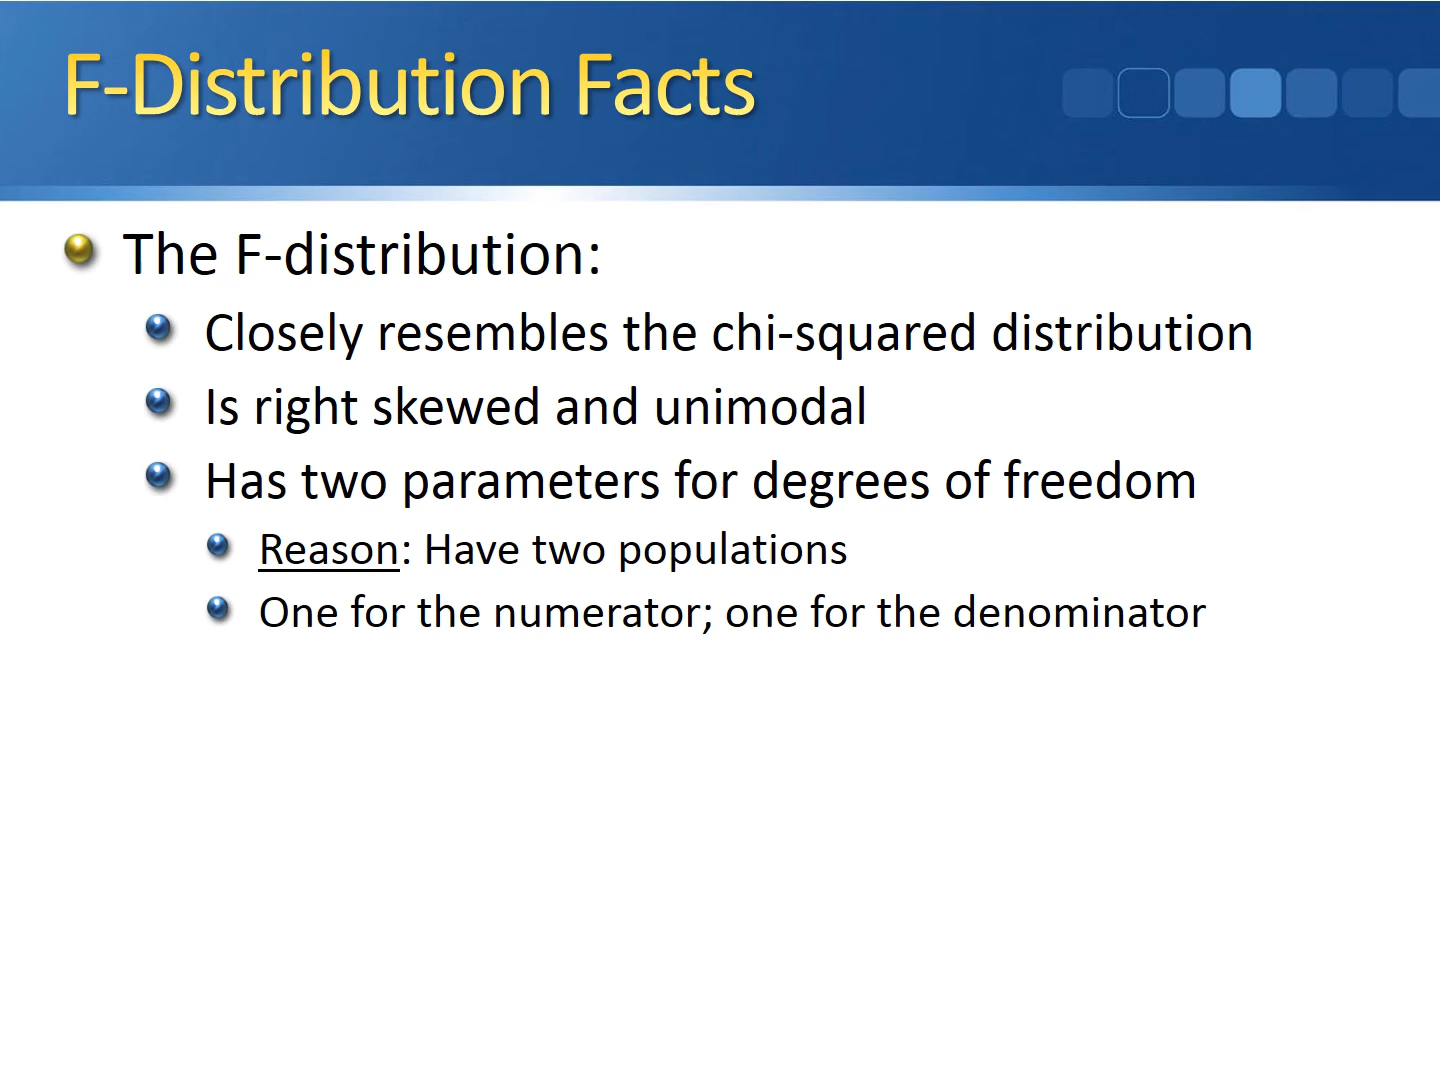 F-Distribution Facts
The F-distribution:
Closely resembles the chi-squared distribution
Is right skewed and unimodal
Has two parameters for degrees of freedom
Reason: Have two populations
One for the numerator; one for the denominator